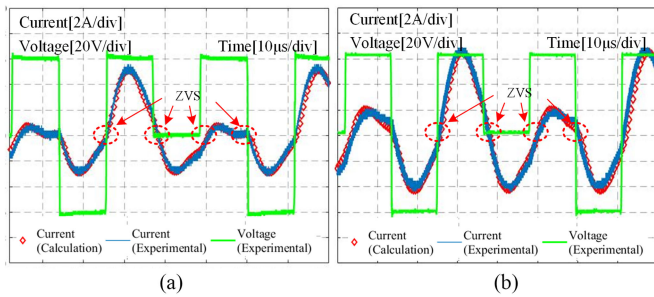 Current[2A/div]
Voltage[20V/div]
Time[10μs/div]
ZVS
Current
(Calculation)
Current
(Experimental)
Voltage
(Experimental)
(a)
Current[2A/div]
Voltage[20V/div]
Time[10μs/div]
ZVS
Current
(Calculation)
Current
(Experimental)
Voltage
(Experimental)
(b)